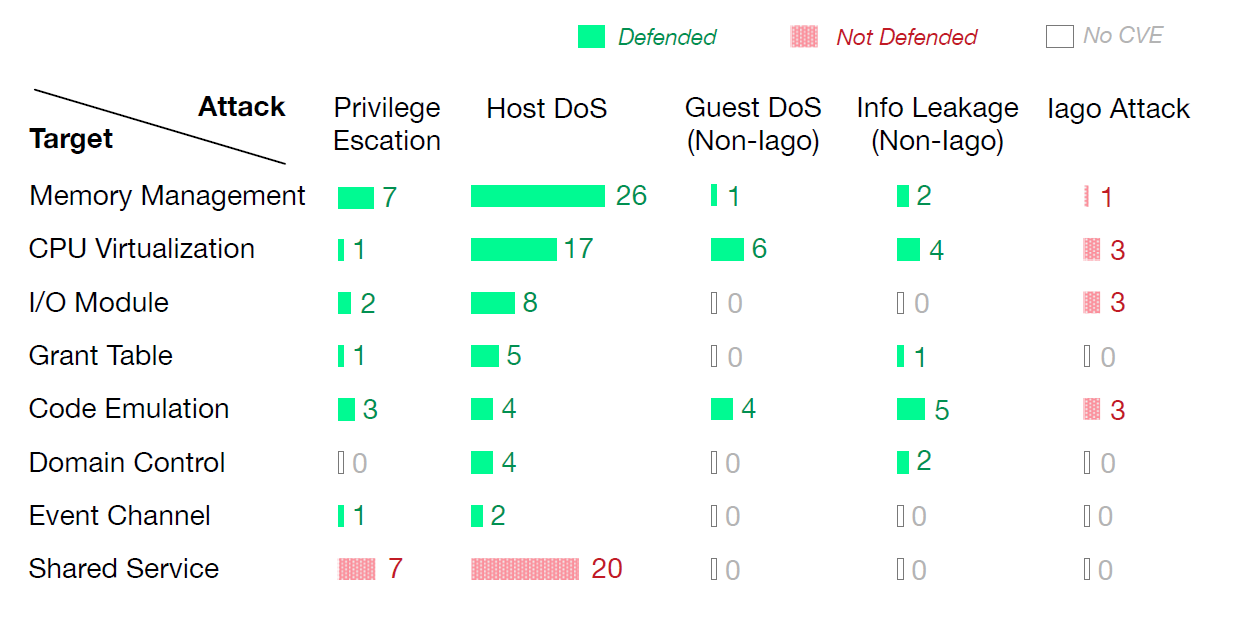 Defended Not Defended No CVE
Attack Privilege Host DoS Guest DoS Info Leakage Iago Attack
Target Escation (Non-Iago) (Non-Iago)
Memory Management 7 26 1 2 1
CPU Virtualization 1 17 6 4 3
I/O Module 2 8 0 0 3
Grant Table 1 5 0 1 0
Code Emulation 3 4 4 5 3
Domain Control 0 4 0 2 0
Event Channel 1 2 0 0 0
Shared Service 7 20 0 0 0